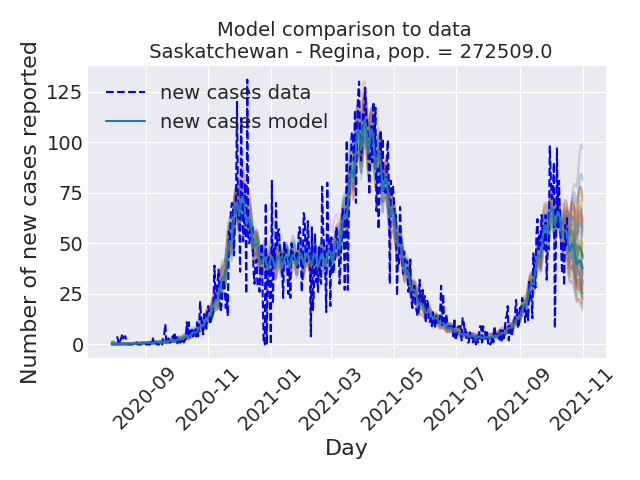 Model comparison to data
Saskatchewan - Regina, pop. = 272509.0
Number of new cases reported
125
100
75
50
25
0
new cases data
new cases model
2020-09
2020-11
2021-01
2021-03
2021-05
2021-07
2021-09
2021-11
Day